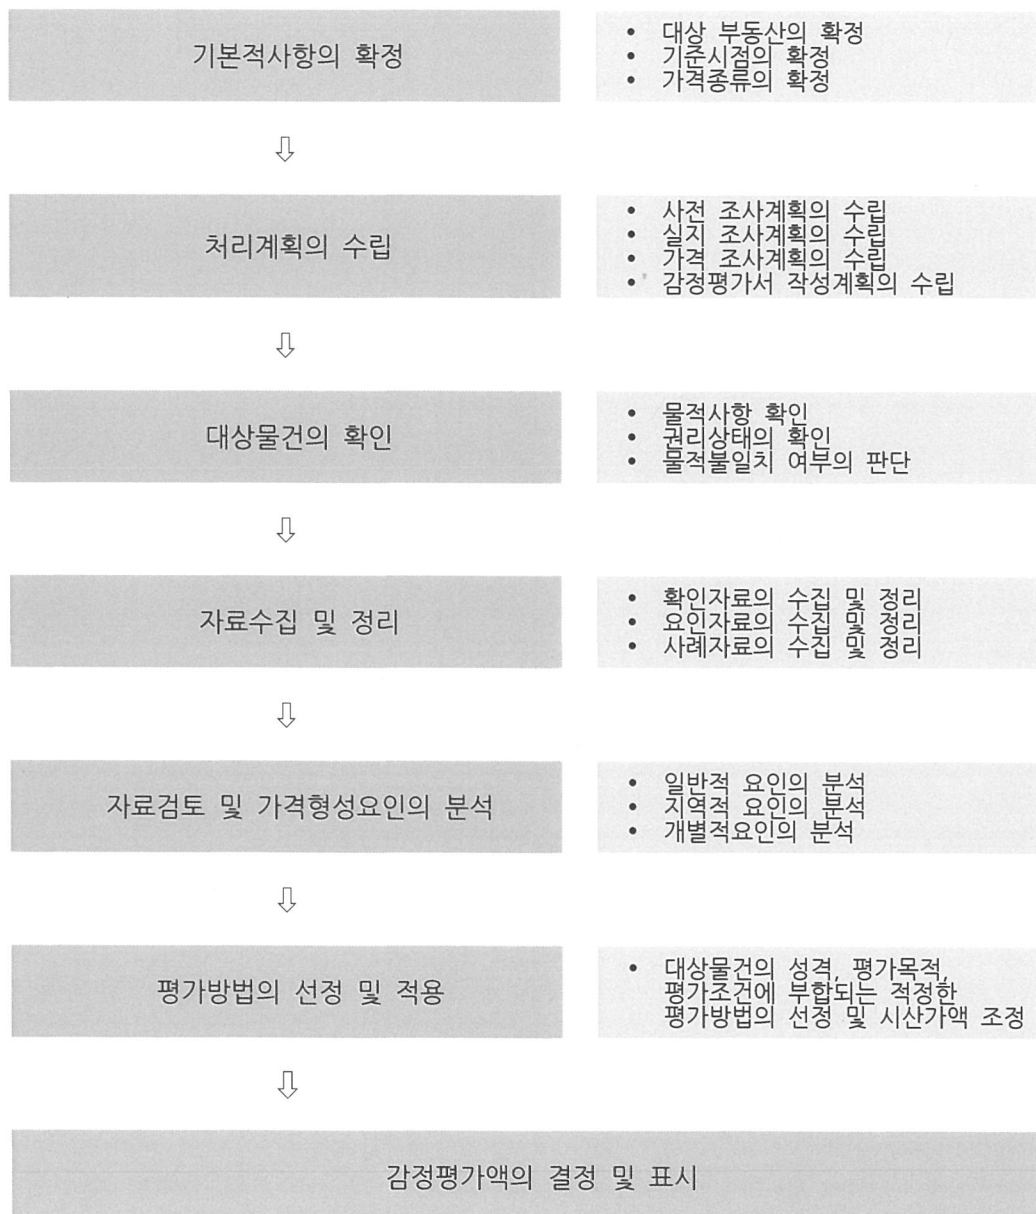 기본적사항의 확정
• 대상 부동산의 확정
• 기준시점의 확정
• 가격종류의 확정
⇩
처리계획의 수립
• 사전 조사계획의 수립
• 실지 조사계획의 수립
• 가격 조사계획의 수립
• 감정평가서 작성계획의 수립
⇩
대상물건의 확인
• 물적사항 확인
• 권리상태의 확인
• 물적불일치 여부의 판단
⇩
자료수집 및 정리
• 확인자료의 수집 및 정리
• 요인자료의 수집 및 정리
• 사례자료의 수집 및 정리
⇩
자료검토 및 가격형성요인의 분석
• 일반적 요인의 분석
• 지역적 요인의 분석
• 개별적요인의 분석
⇩
평가방법의 선정 및 적용
• 대상물건의 성격, 평가목적,
평가조건에 부합되는 적정한
평가방법의 선정 및 시산가액 조정
⇩
감정평가액의 결정 및 표시